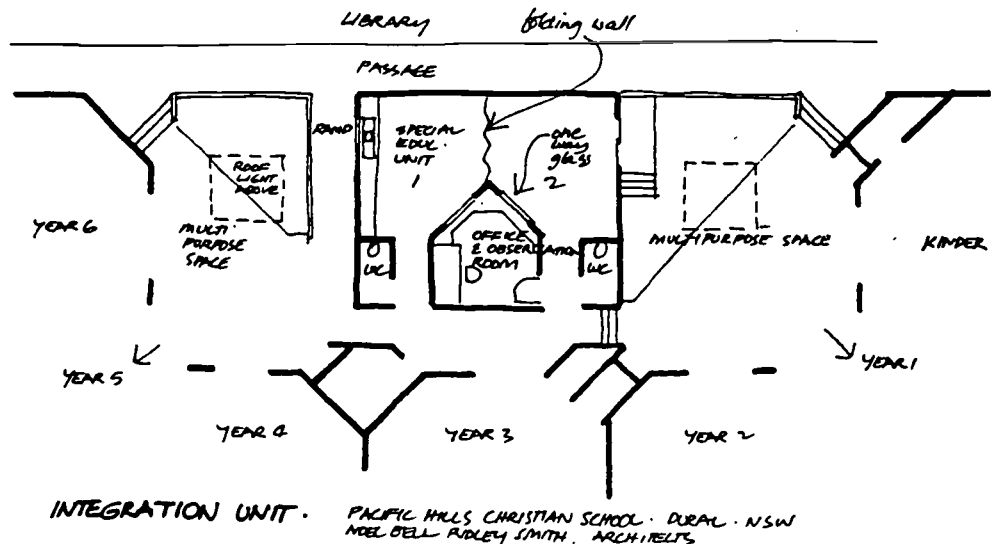 LIBRARY
folding wall
PASSAGE
RAMP
SPECIAL
EDUC.
UNIT
1
one
way
glass
2
ROOF
LIGHT
ABOVE
YEAR 6
MULTI
PURPOSE
SPACE
OFFICE
& OBSERVATION
ROOM
WC
WC
MULTIPURPOSE SPACE
KINDER
YEAR 5
YEAR 1
YEAR 4
YEAR 3
YEAR 2
INTEGRATION UNIT.
PACIFIC HILLS CHRISTIAN SCHOOL · DURAL · NSW
NOEL BELL RIDLEY SMITH, ARCHITECTS